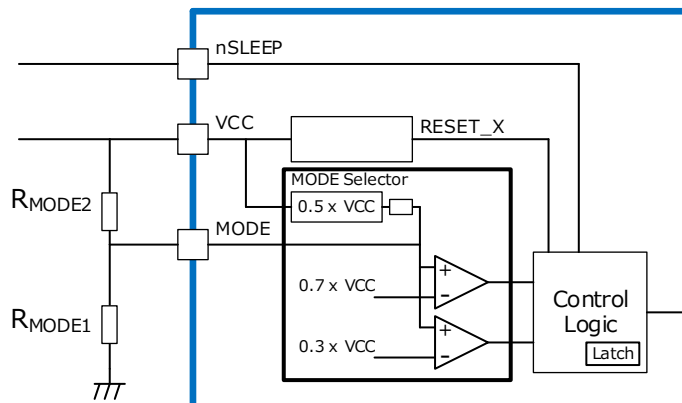 nSLEEP
VCC
RESET_X
MODE Selector
RMODE2
0.5 x VCC
MODE
+
0.7 x VCC
-
Control
Logic
RMODE1
+
0.3 x VCC
-
Latch